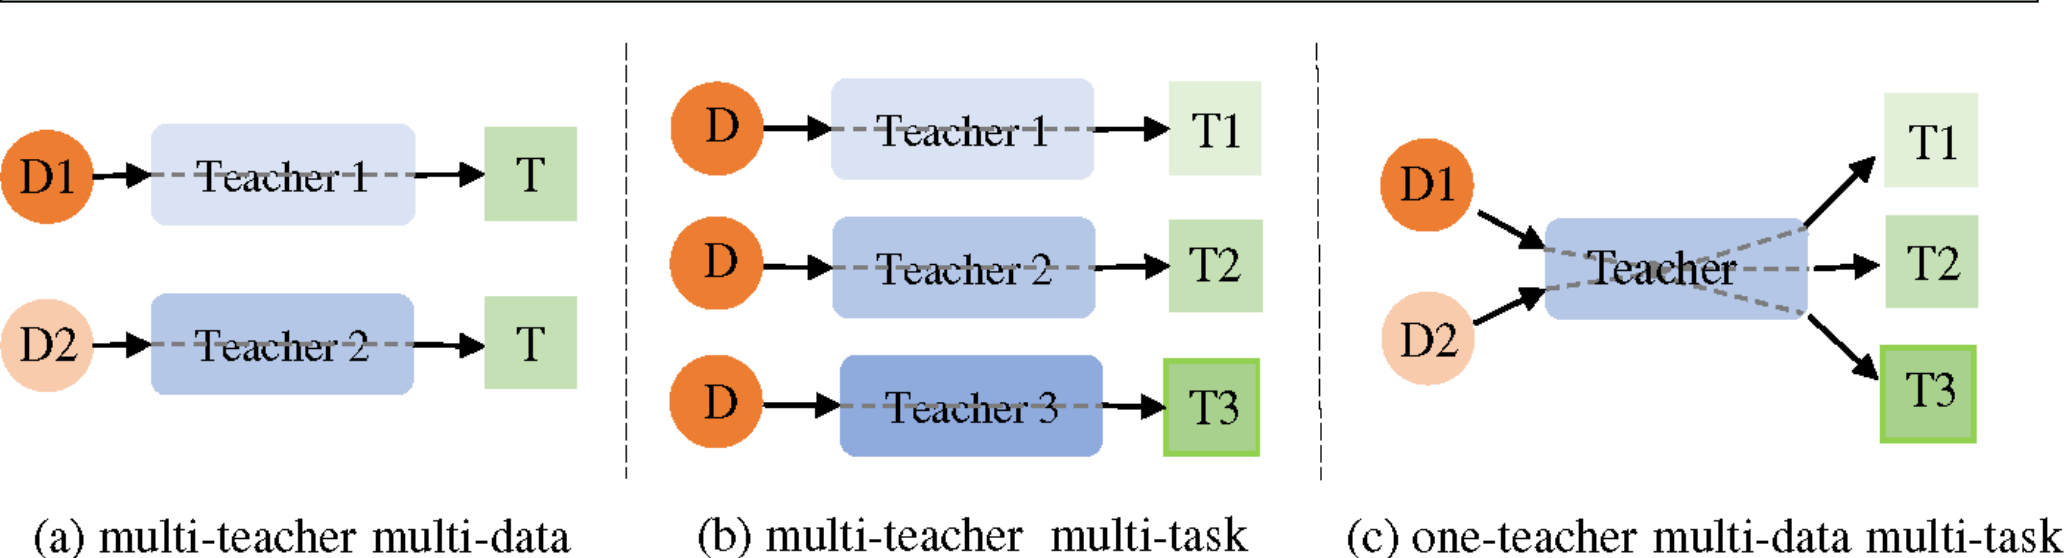 D1 Teacher 1 T
D2 Teacher 2 T
(a) multi-teacher multi-data
D Teacher 1 T1
D Teacher 2 T2
D Teacher 3 T3
(b) multi-teacher multi-task
D1
D2
Teacher
T1
T2
T3
(c) one-teacher multi-data multi-task